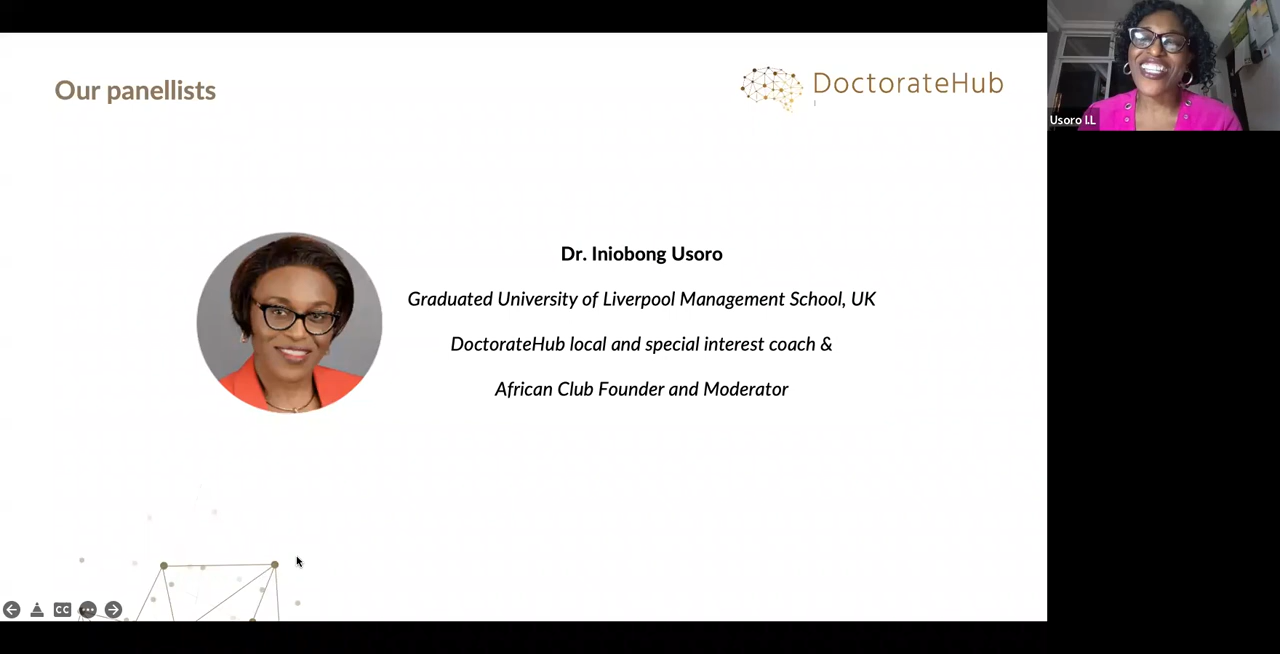 Our panellists
DoctorateHub
Usoro I.L
Dr. Iniobong Usoro
Graduated University of Liverpool Management School, UK
DoctorateHub local and special interest coach &
African Club Founder and Moderator
CC